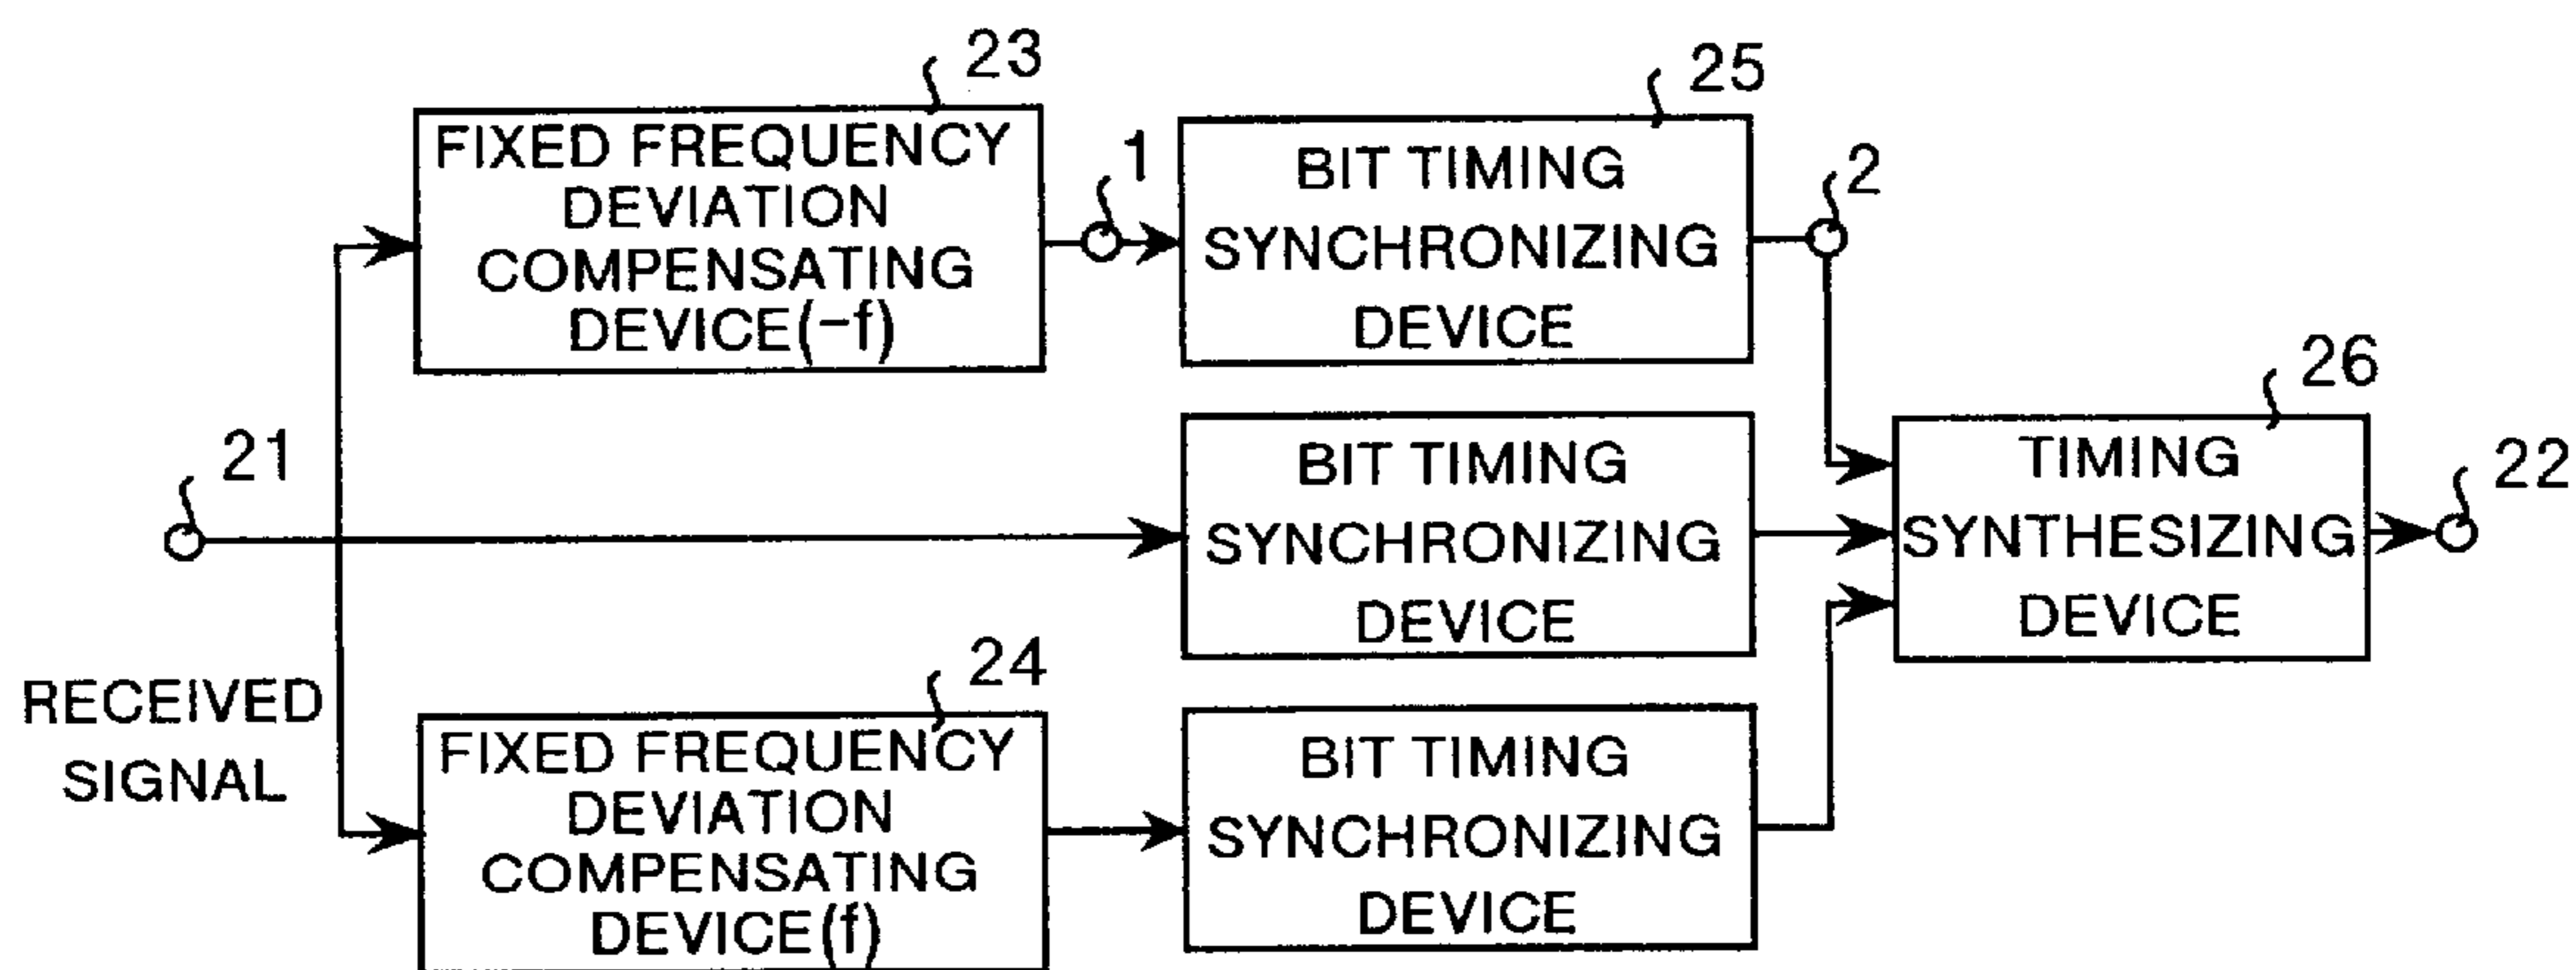 23
FIXED FREQUENCY
DEVIATION
COMPENSATING
DEVICE(-f)
1
25
BIT TIMING
SYNCHRONIZING
DEVICE
2
21
RECEIVED
SIGNAL
BIT TIMING
SYNCHRONIZING
DEVICE
26
TIMING
SYNTHESIZING
DEVICE
22
24
FIXED FREQUENCY
DEVIATION
COMPENSATING
DEVICE(f)
BIT TIMING
SYNCHRONIZING
DEVICE